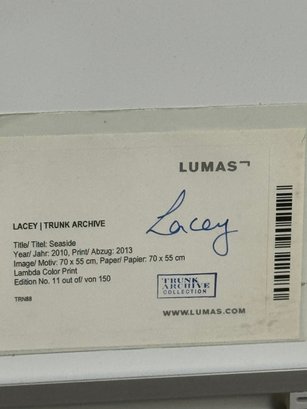 LUMAS
LACEY | TRUNK ARCHIVE
Lacey
Title/ Titel: Seaside
Year/ Jahr: 2010, Print/ Abzug: 2013
Image/ Motiv: 70 x 55 cm, Paper/ Papier: 70 x 55 cm
Lambda Color Print
Edition No. 11 out of/ von 150
TRUNK
ARCHIVE
COLLECTION
TRN88
WWW.LUMAS.COM